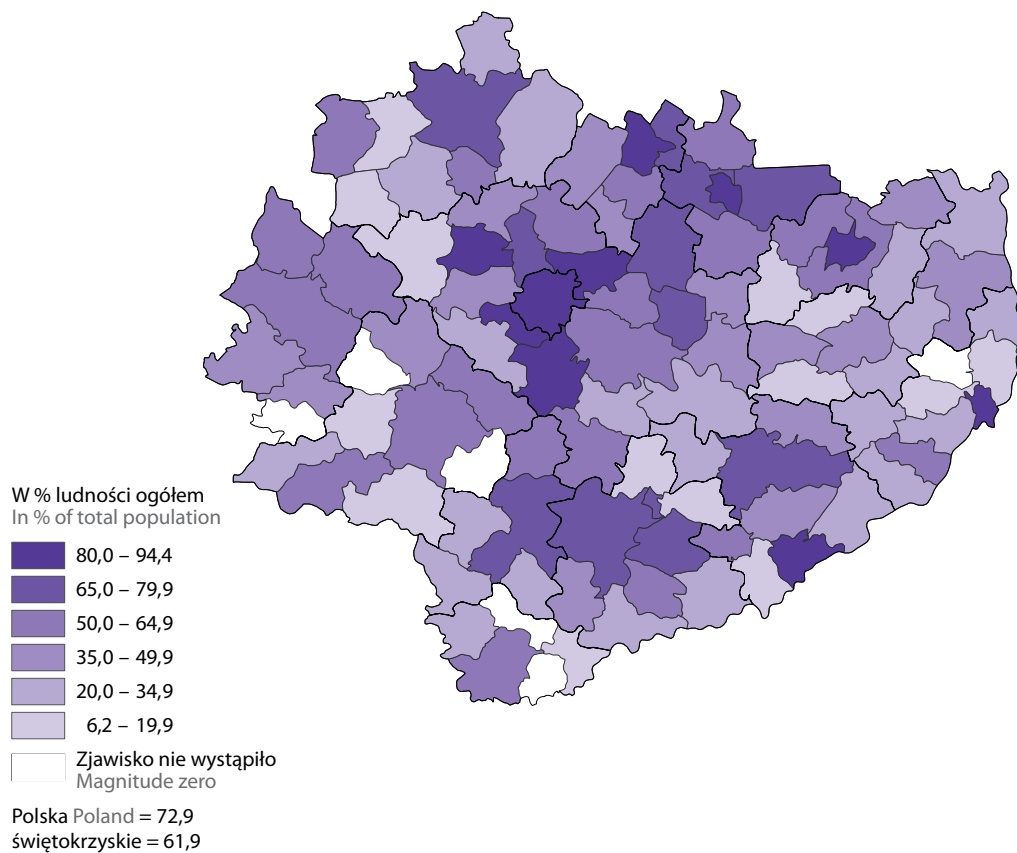 W % ludności ogółem
In % of total population
80,0 – 94,4
65,0 – 79,9
50,0 – 64,9
35,0 – 49,9
20,0 – 34,9
6,2 – 19,9
Zjawisko nie wystąpiło
Magnitude zero
Polska Poland = 72,9
świętokrzyskie = 61,9